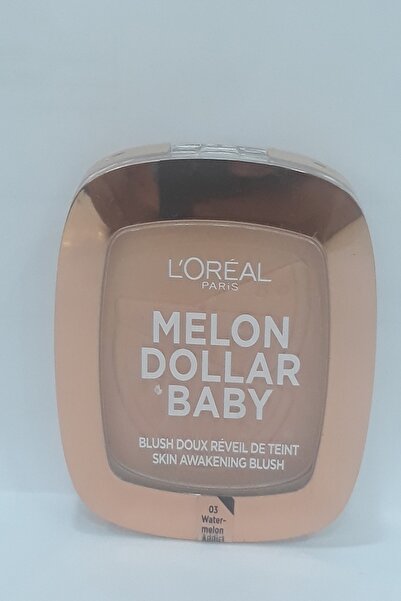 L'ORÉAL
PARIS
MELON
DOLLAR
BABY
BLUSH DOUX RÉVEIL DE TEINT
SKIN AWAKENING BLUSH
03
Water-
melon
Addict